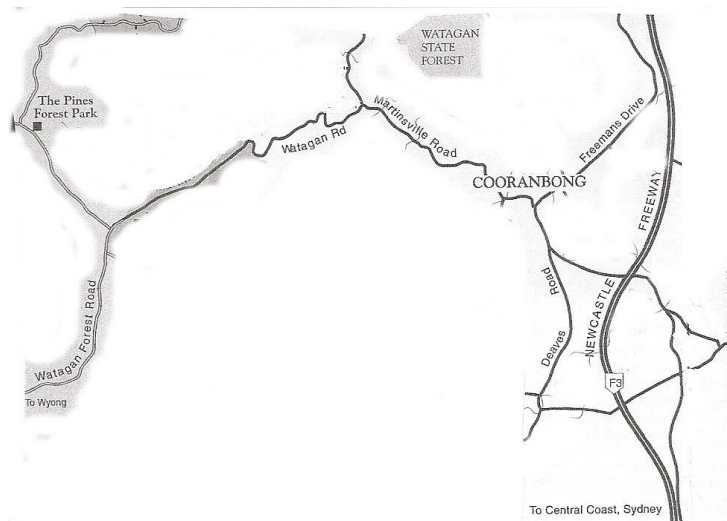 WATAGAN
STATE
FOREST
The Pines
Forest Park
Watagan Rd
Martinsville Road
Freemans Drive
COORANBONG
FREEWAY
NEWCASTLE
Road
Deaves
Watagan Forest Road
F3
To Wyong
To Central Coast, Sydney